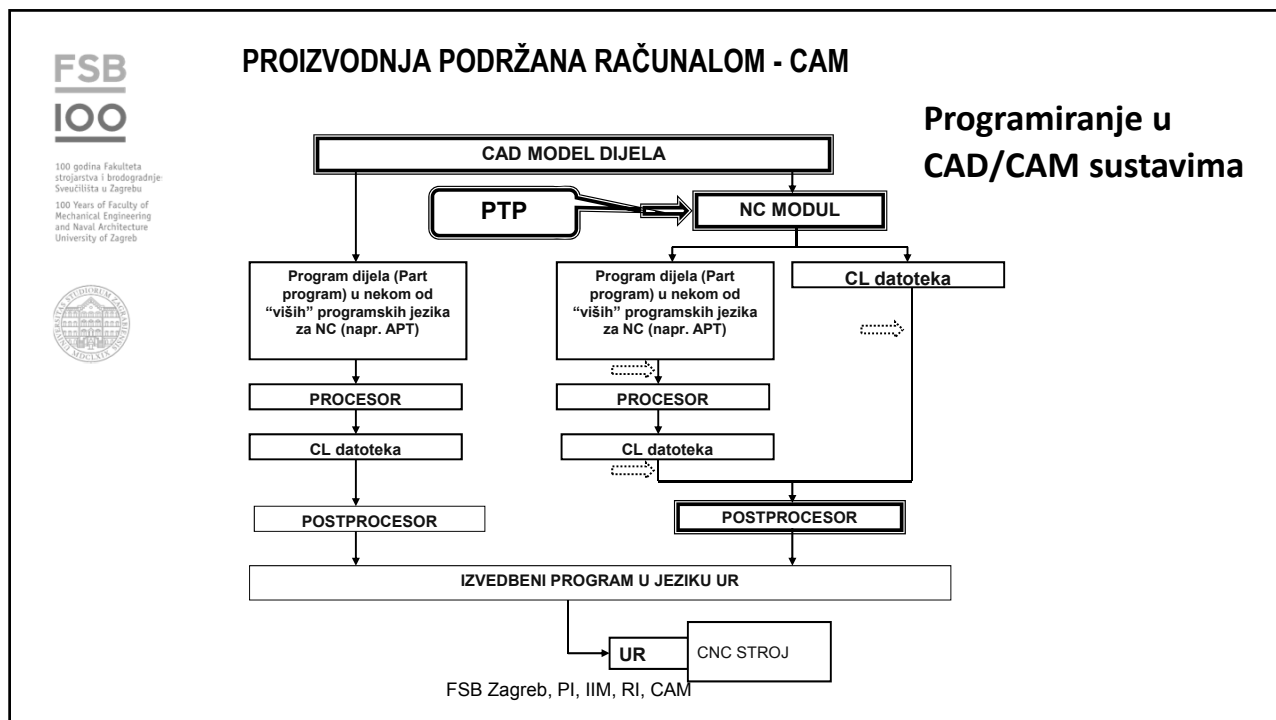 FSB
100
100 godina Fakulteta
strojarstva i brodogradnje
Sveučilišta u Zagrebu
100 Years of Faculty of
Mechanical Engineering
and Naval Architecture
University of Zagreb
PROIZVODNJA PODRŽANA RAČUNALOM - CAM
Programiranje u
CAD/CAM sustavima
CAD MODEL DIJELA
PTP
NC MODUL
Program dijela (Part
program) u nekom od
“viših” programskih jezika
za NC (napr. APT)
Program dijela (Part
program) u nekom od
“viših” programskih jezika
za NC (napr. APT)
CL datoteka
PROCESOR
PROCESOR
CL datoteka
CL datoteka
POSTPROCESOR
POSTPROCESOR
IZVEDBENI PROGRAM U JEZIKU UR
UR
CNC STROJ
FSB Zagreb, PI, IIM, RI, CAM